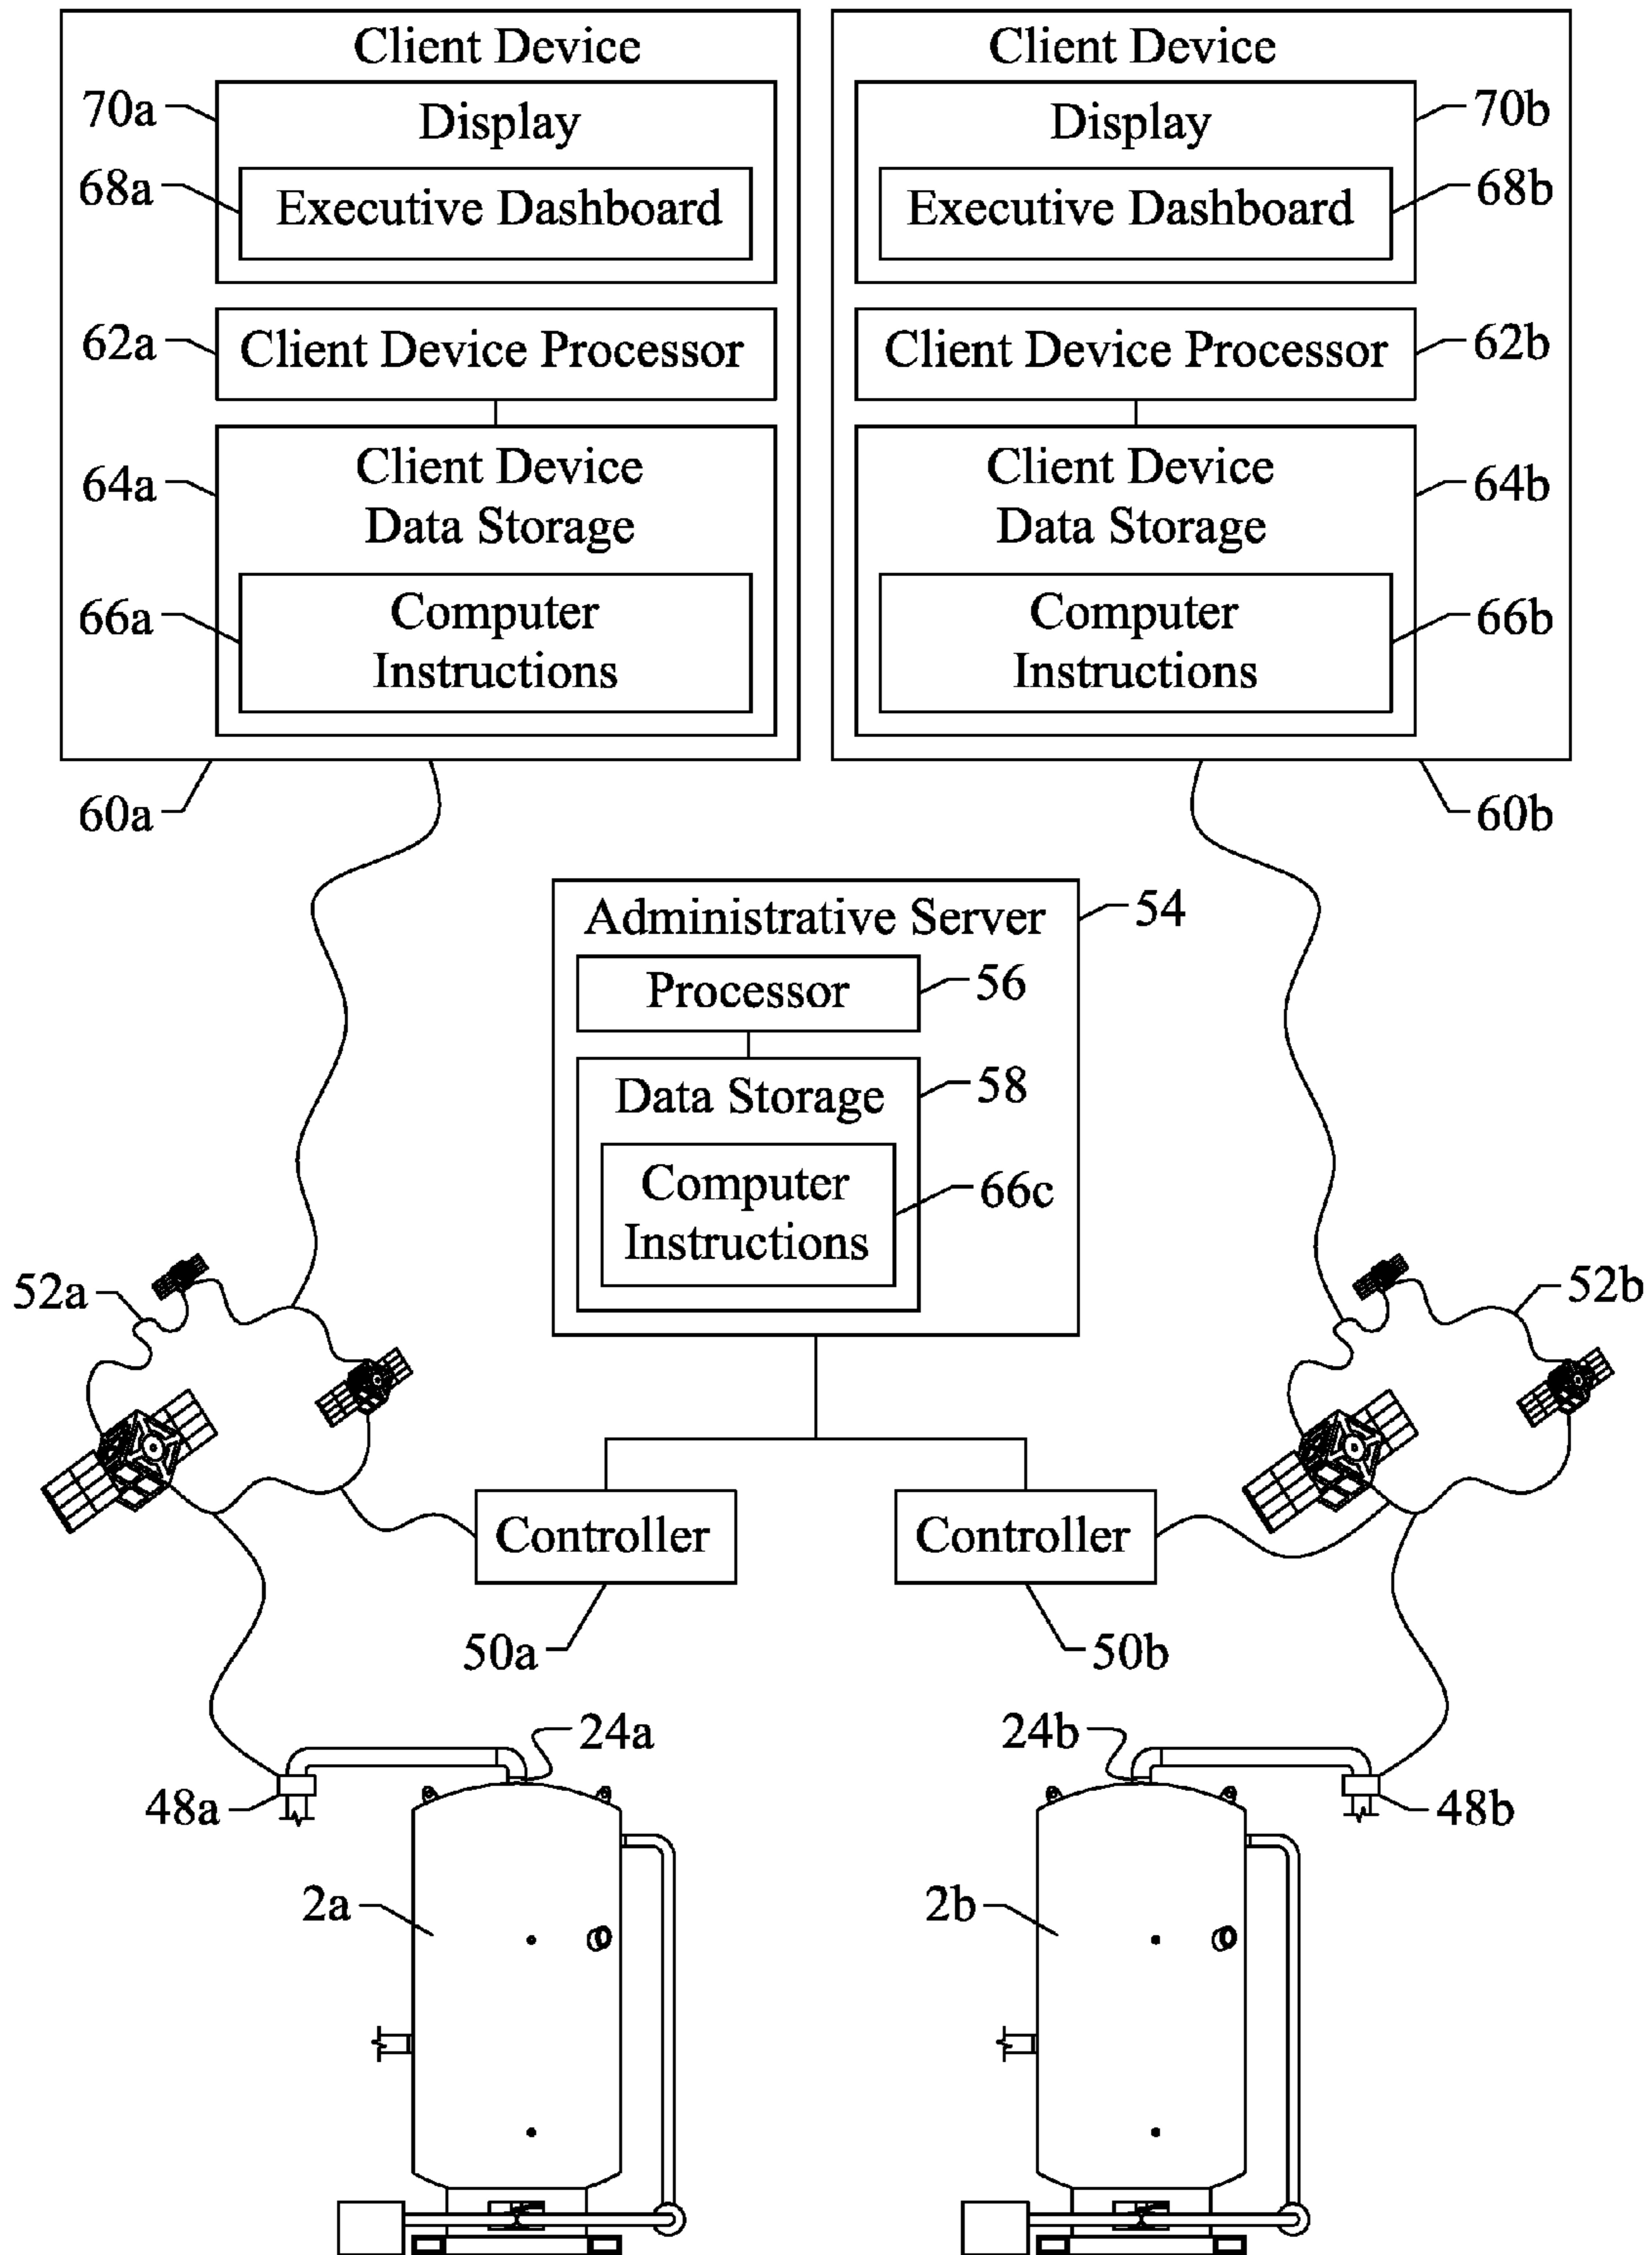 Client Device
70a
Display
68a
Executive Dashboard
62a
Client Device Processor
64a
Client Device
Data Storage
66a
Computer
Instructions
60a
Client Device
Display
70b
Executive Dashboard
68b
Client Device Processor
62b
Client Device
Data Storage
64b
Computer
Instructions
66b
60b
Administrative Server
54
Processor
56
Data Storage
58
Computer
Instructions
66c
52a
52b
Controller
Controller
50a
50b
24a
24b
48a
48b
2a
2b